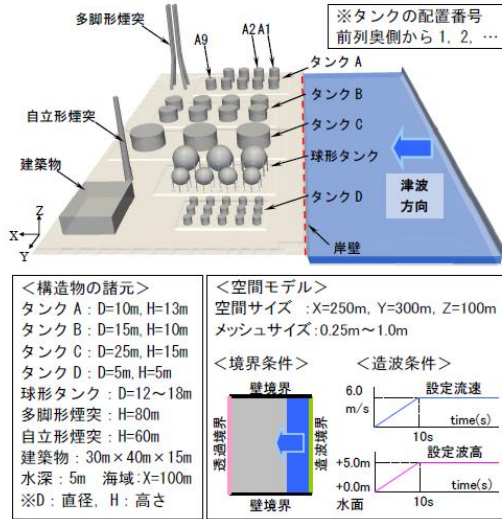 多脚形煙突
※タンクの配置番号
前列奥側から 1, 2, …
A9
A2
A1
タンク A
タンク B
タンク C
球形タンク
タンク D
自立形煙突
建築物
津波
方向
岸壁
Z
X
Y
<構造物の諸元>
タンク A : D=10m, H=13m
タンク B : D=15m, H=10m
タンク C : D=25m, H=15m
タンク D : D=5m, H=5m
球形タンク : D=12～18m
多脚形煙突 : H=80m
自立形煙突 : H=60m
建築物 : 30m×40m×15m
水深 : 5m 海域:X=100m
※D : 直径, H : 高さ
<空間モデル>
空間サイズ :X=250m, Y=300m, Z=100m
メッシュサイズ:0.25m～1.0m
<境界条件>
壁境界
透過境界
造波境界
壁境界
<造波条件>
6.0
m/s
設定流速
time(s)
10s
+5.0m
設定波高
+0.0m
水面
time(s)
10s